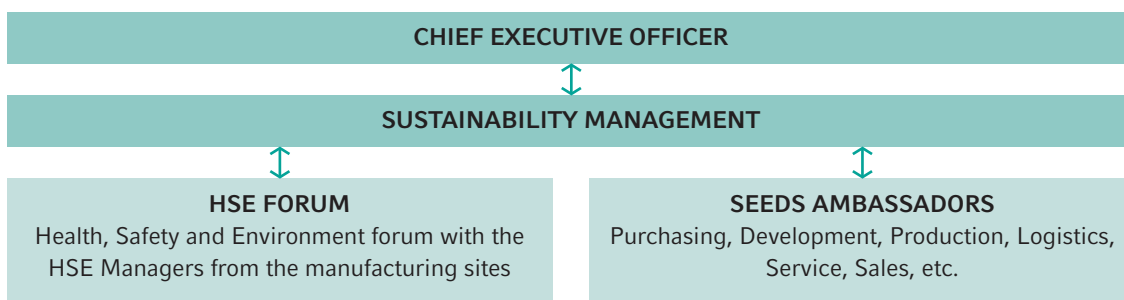 CHIEF EXECUTIVE OFFICER
SUSTAINABILITY MANAGEMENT
HSE FORUM
Health, Safety and Environment forum with the
HSE Managers from the manufacturing sites
SEEDS AMBASSADORS
Purchasing, Development, Production, Logistics,
Service, Sales, etc.